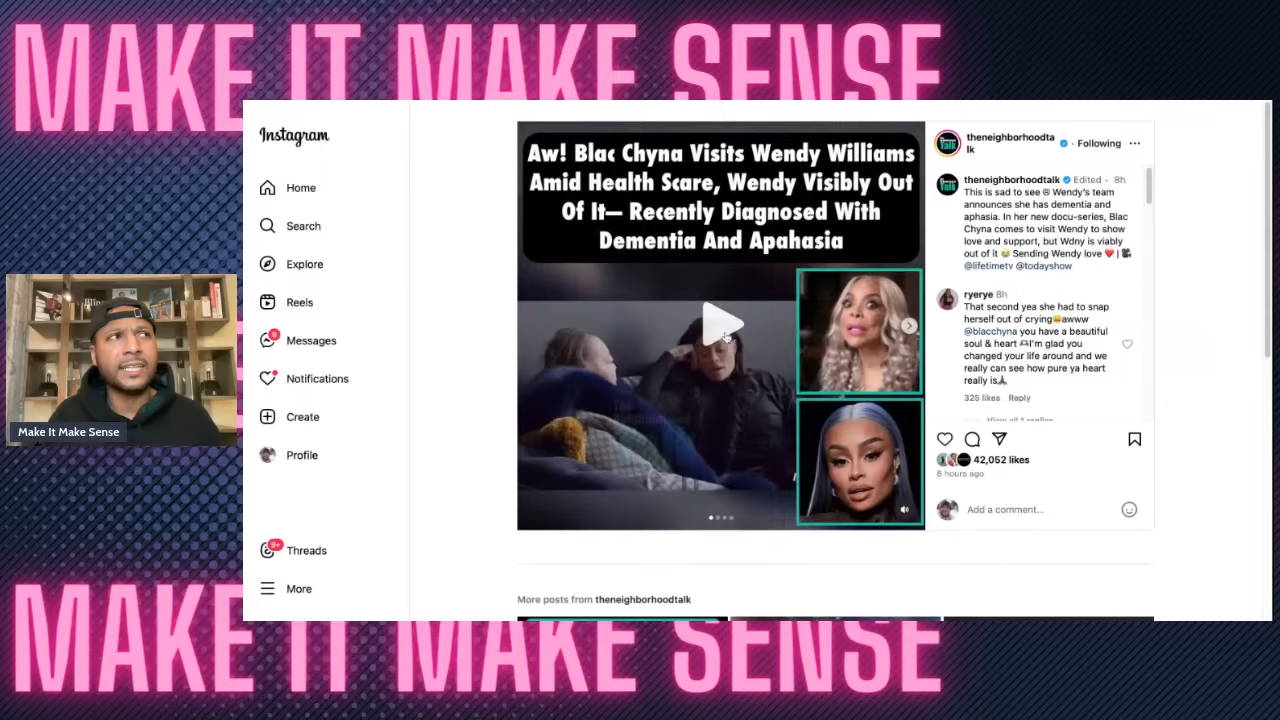 MAKE IT MAKE SENSE
Instagram
Home
Search
Explore
Reels
9
Messages
Notifications
Create
Profile
9+
Threads
More
Make It Make Sense
Aw! Blac Chyna Visits Wendy Williams
Amid Health Scare, Wendy Visibly Out
Of It— Recently Diagnosed With
Dementia And Apahasia
theneighborhoodta
lk
• Following
theneighborhoodtalk Edited • 8h
This is sad to see ☹ Wendy's team
announces she has dementia and
aphasia. In her new docu-series, Blac
Chyna comes to visit Wendy to show
love and support, but Wdny is viably
out of it 😭 Sending Wendy love ❤️ | 🎥
@lifetimetv @todayshow
ryerye 8h
That second yea she had to snap
herself out of crying😩awww
@blacchyna you have a beautiful
soul & heart 🫶🏽I'm glad you
changed your life around and we
really can see how pure ya heart
really is🙏🏽
325 likes Reply
View all 1 replies
42,052 likes
8 hours ago
Add a comment...
More posts from theneighborhoodtalk
MAKE IT MAKE SENSE